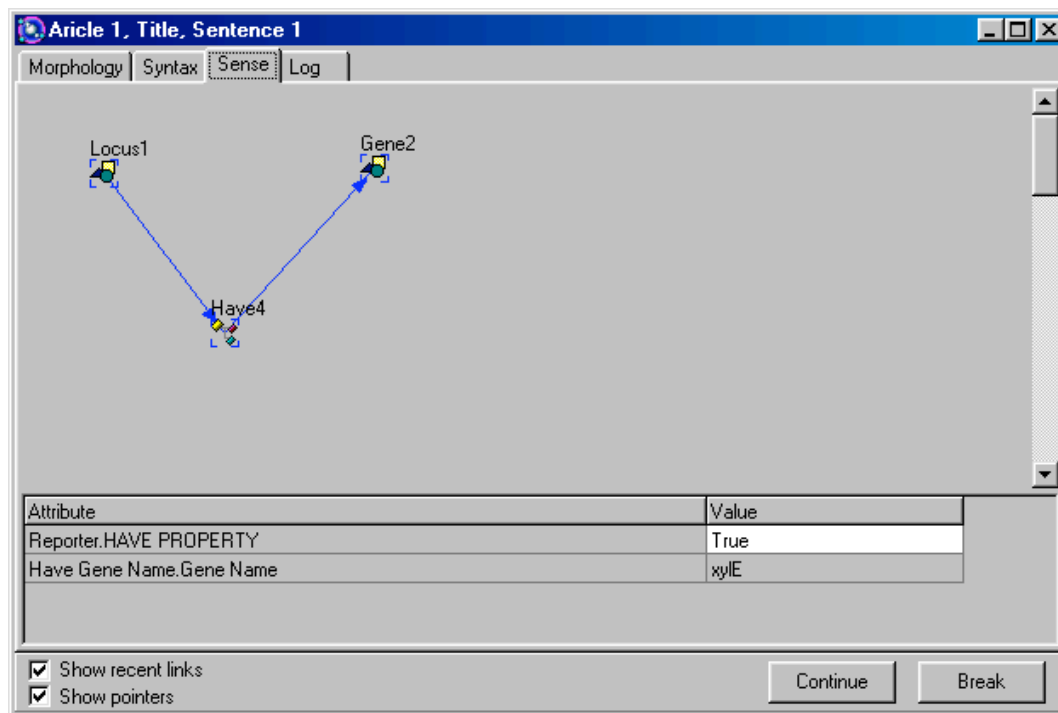 Aricle 1, Title, Sentence 1
Morphology Syntax Sense Log
Locus1 Gene2
Have4
Attribute Value
Reporter.HAVE PROPERTY True
Have Gene Name.Gene Name xylE
Show recent links
Show pointers
Continue Break